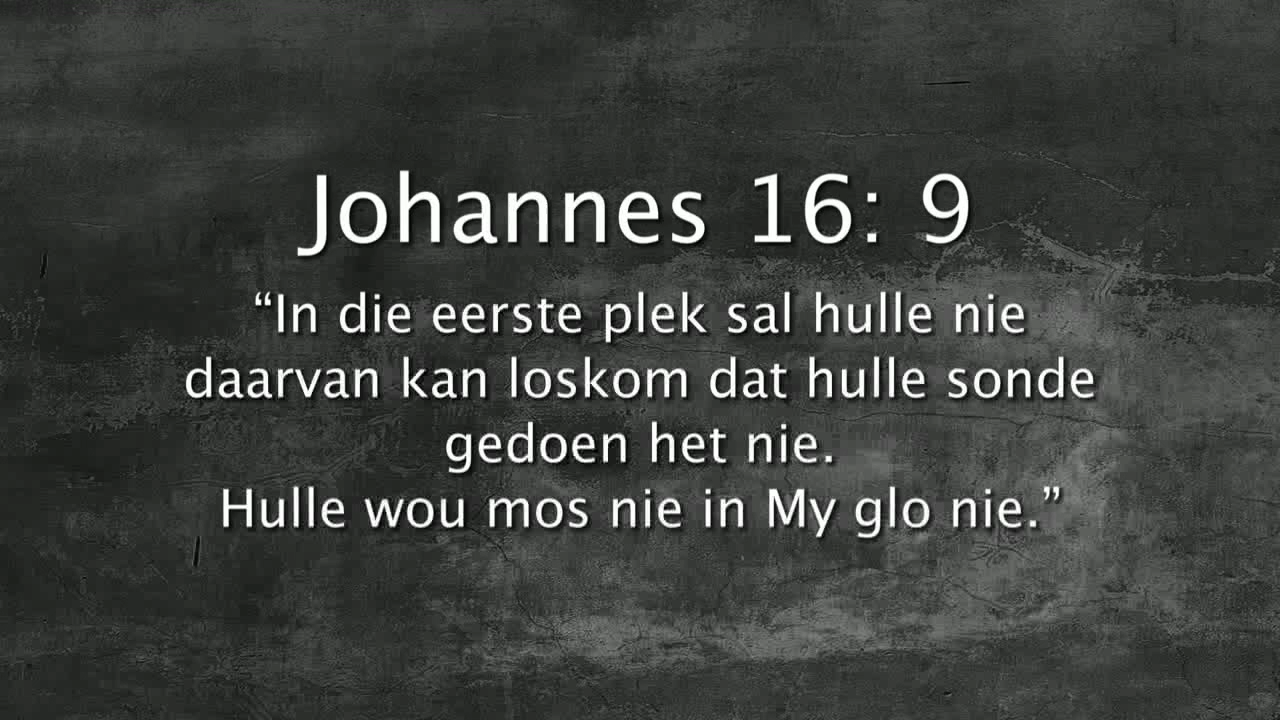 Johannes 16: 9
“In die eerste plek sal hulle nie
daarvan kan loskom dat hulle sonde
gedoen het nie.
Hulle wou mos nie in My glo nie.”